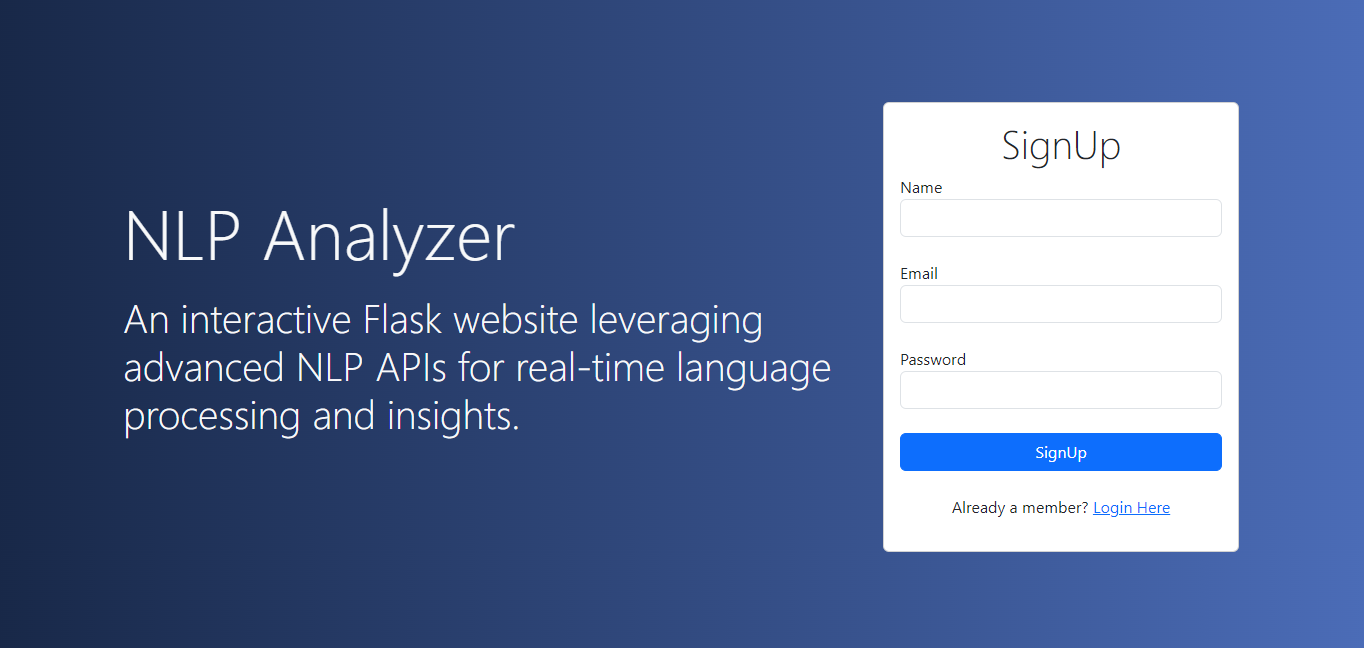 NLP Analyzer
An interactive Flask website leveraging
advanced NLP APIs for real-time language
processing and insights.
SignUp
Name
Email
Password
SignUp
Already a member? Login Here